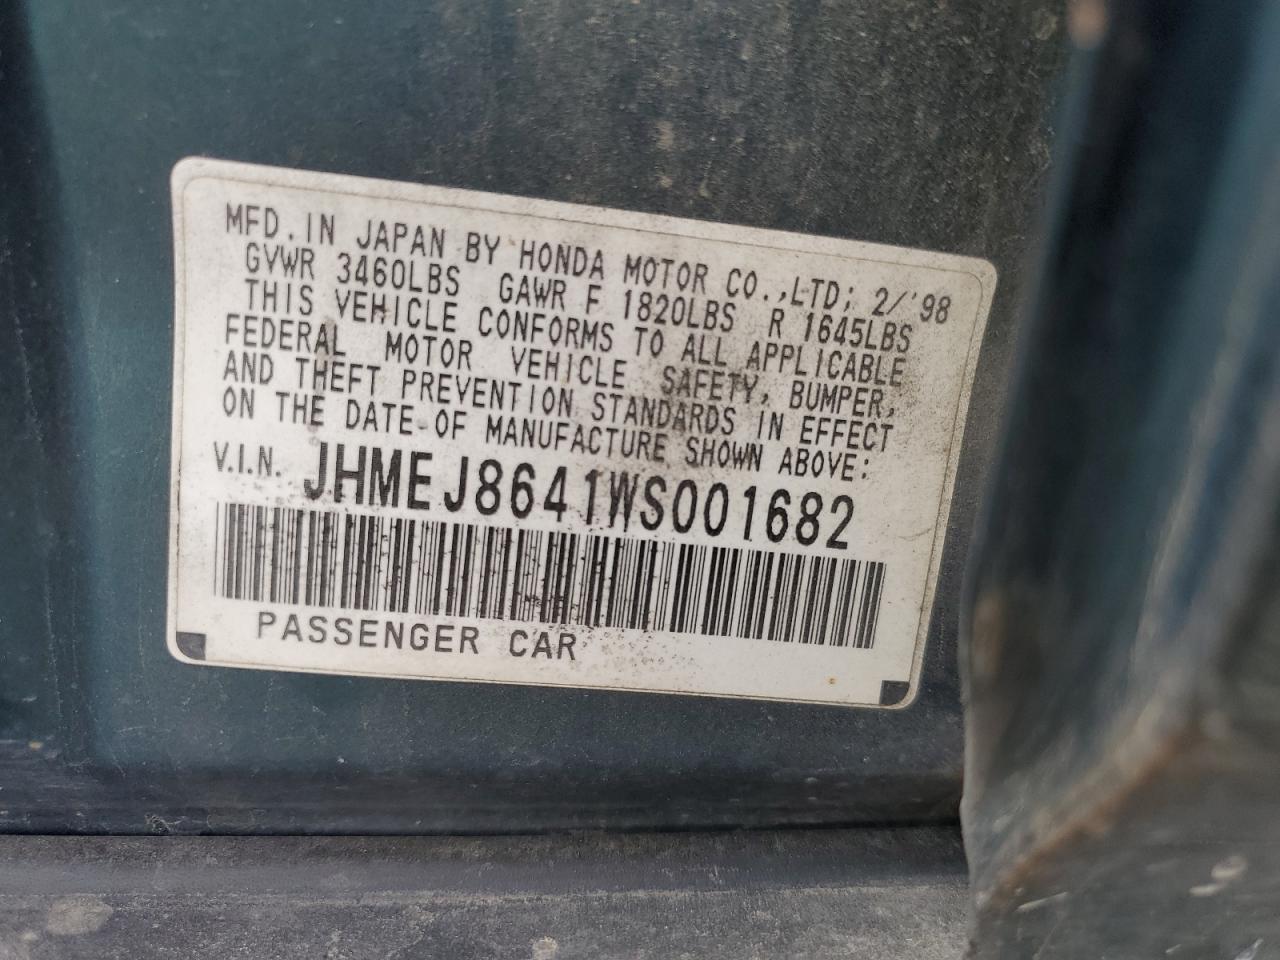 MFD. IN JAPAN BY HONDA MOTOR CO.,LTD; 2/'98
GVWR 3460LBS GAWR F 1820LBS R 1645LBS
THIS VEHICLE CONFORMS TO ALL APPLICABLE
FEDERAL MOTOR VEHICLE SAFETY, BUMPER,
AND THEFT PREVENTION STANDARDS IN EFFECT
ON THE DATE OF MANUFACTURE SHOWN ABOVE:
V.I.N. JHMEJ8641WS001682
PASSENGER CAR